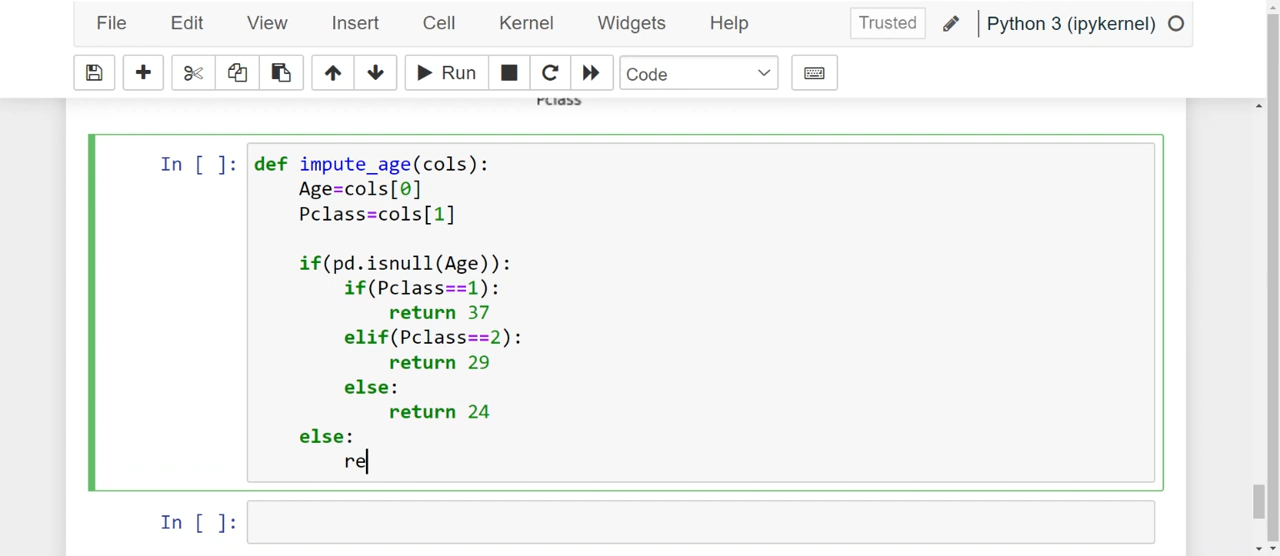 File Edit View Insert Cell Kernel Widgets Help Trusted Python 3 (ipykernel)
Run Code
Pclass
In [ ]: def impute_age(cols):
Age=cols[0]
Pclass=cols[1]
if(pd.isnull(Age)):
if(Pclass==1):
return 37
elif(Pclass==2):
return 29
else:
return 24
else:
re
In [ ]: